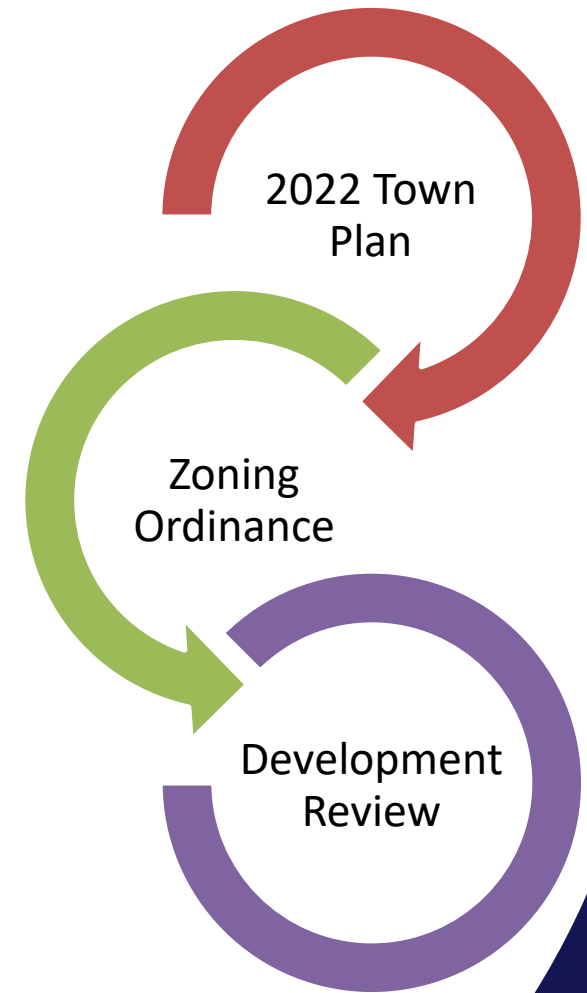 2022 Town
Plan
Zoning
Ordinance
Development
Review